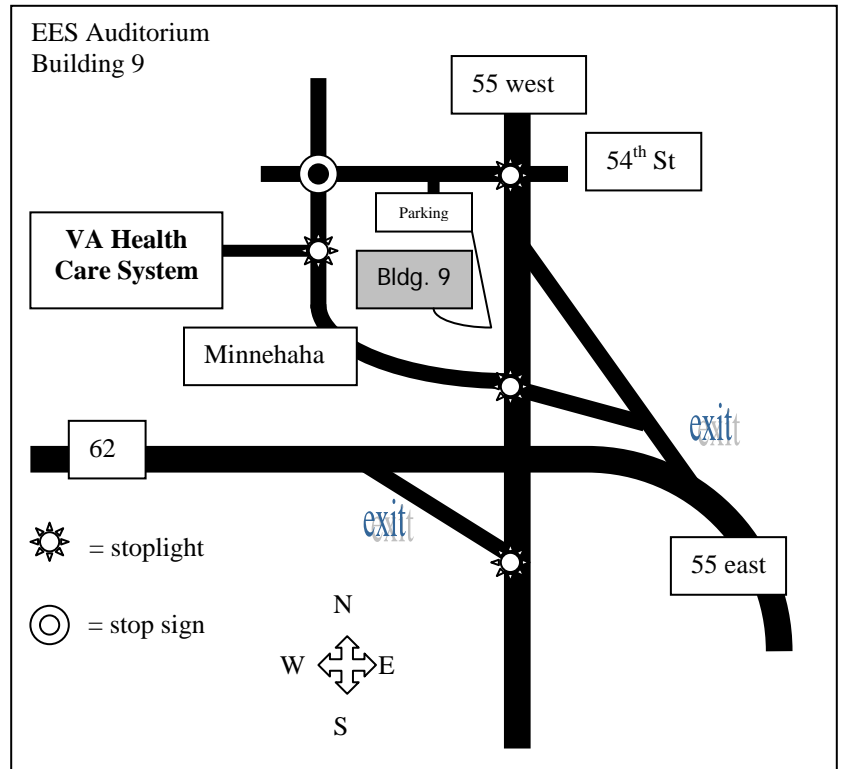 EES Auditorium
Building 9
55 west
54th St
Parking
VA Health
Care System
Bldg. 9
Minnehaha
exit
62
exit
= stoplight
55 east
N
= stop sign
W E
S